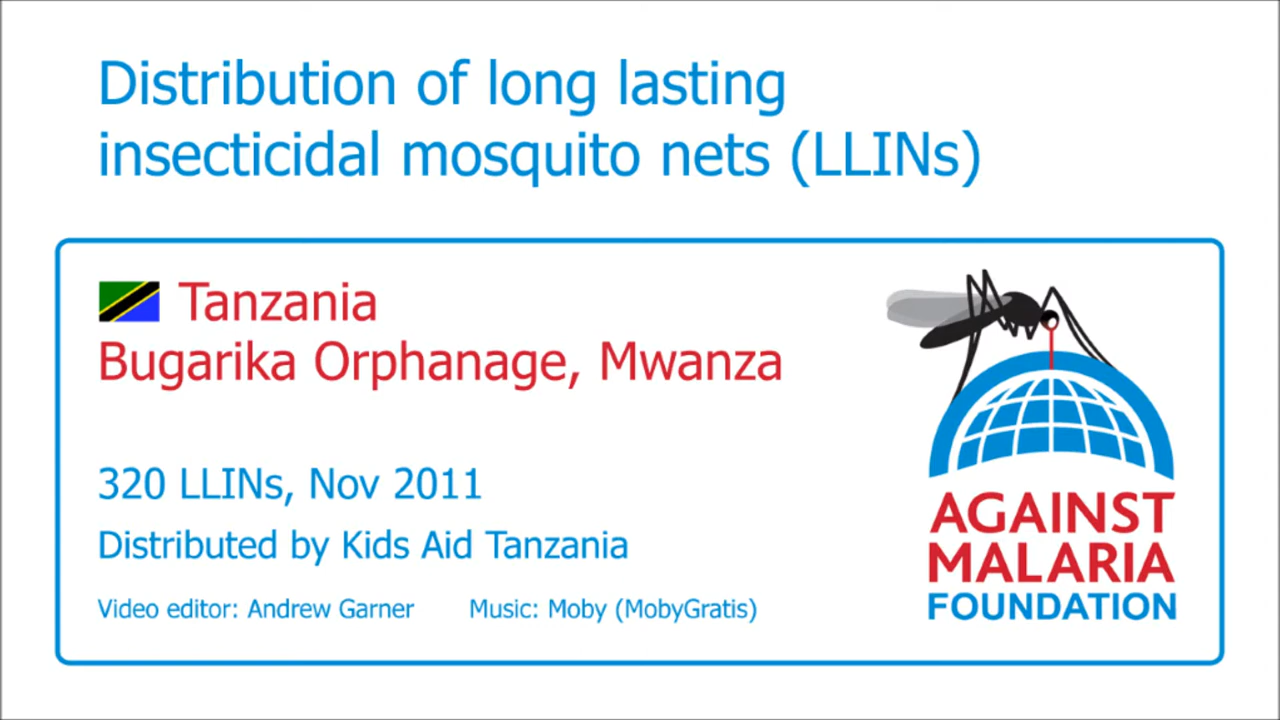 Distribution of long lasting
insecticidal mosquito nets (LLINs)
Tanzania
Bugarika Orphanage, Mwanza
320 LLINs, Nov 2011
Distributed by Kids Aid Tanzania
Video editor: Andrew Garner Music: Moby (MobyGratis)
AGAINST
MALARIA
FOUNDATION